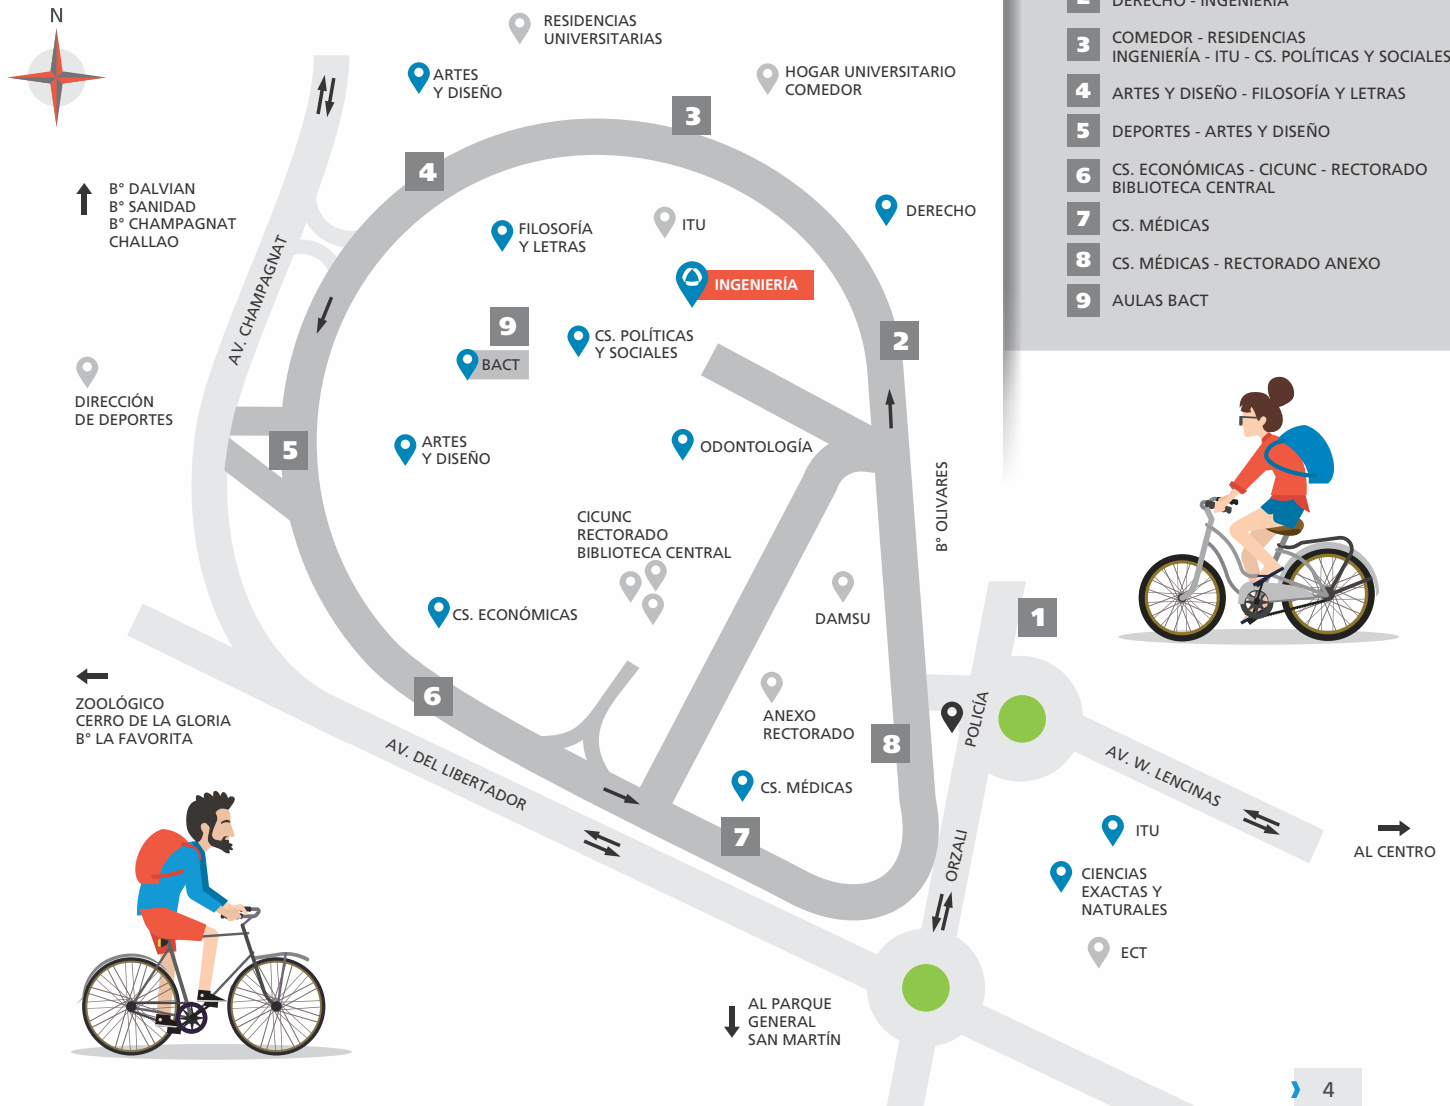 N
RESIDENCIAS
UNIVERSITARIAS
ARTES
Y DISEÑO
HOGAR UNIVERSITARIO
COMEDOR
3
4
B° DALVIAN
B° SANIDAD
B° CHAMPAGNAT
CHALLAO
FILOSOFÍA
Y LETRAS
ITU
DERECHO
INGENIERÍA
AV. CHAMPAGNAT
9
BACT
CS. POLÍTICAS
Y SOCIALES
2
DIRECCIÓN
DE DEPORTES
5
ARTES
Y DISEÑO
ODONTOLOGÍA
B° OLIVARES
CICUNC
RECTORADO
BIBLIOTECA CENTRAL
CS. ECONÓMICAS
DAMSU
1
ZOOLÓGICO
CERRO DE LA GLORIA
B° LA FAVORITA
6
ANEXO
RECTORADO
8
POLICÍA
AV. DEL LIBERTADOR
AV. W. LENCINAS
CS. MÉDICAS
7
ORZALI
ITU
AL CENTRO
CIENCIAS
EXACTAS Y
NATURALES
ECT
AL PARQUE
GENERAL
SAN MARTÍN
2 DERECHO - INGENIERÍA
3 COMEDOR - RESIDENCIAS
INGENIERÍA - ITU - CS. POLÍTICAS Y SOCIALES
4 ARTES Y DISEÑO - FILOSOFÍA Y LETRAS
5 DEPORTES - ARTES Y DISEÑO
6 CS. ECONÓMICAS - CICUNC - RECTORADO
BIBLIOTECA CENTRAL
7 CS. MÉDICAS
8 CS. MÉDICAS - RECTORADO ANEXO
9 AULAS BACT
4